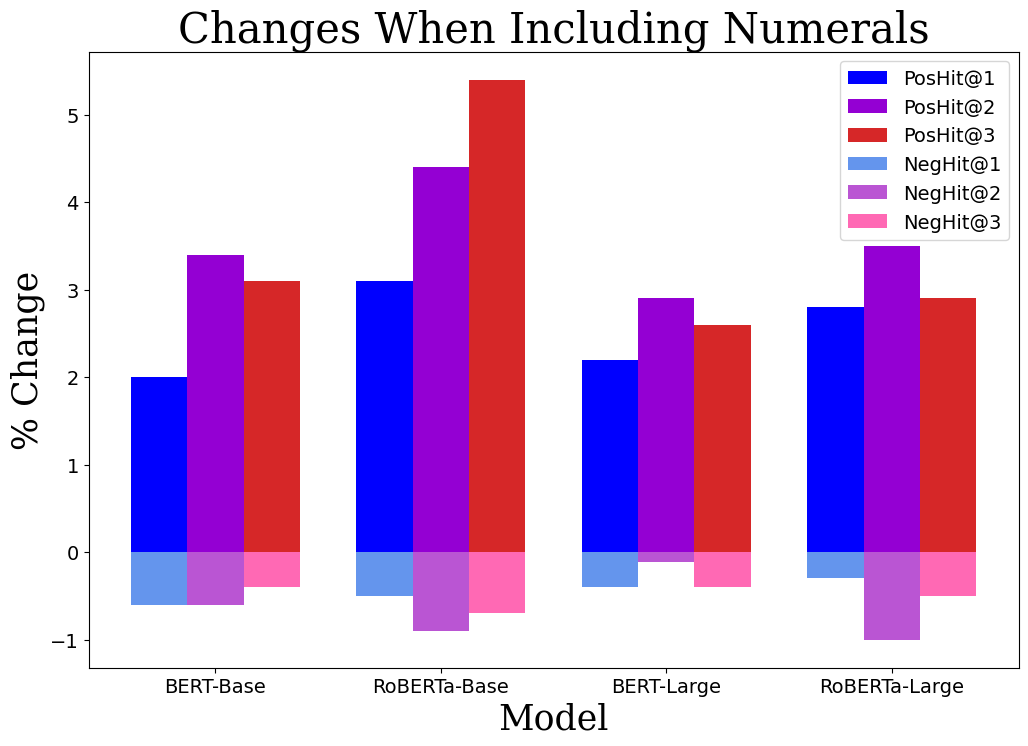 Changes When Including Numerals
PosHit@1
PosHit@2
PosHit@3
NegHit@1
NegHit@2
NegHit@3
% Change
5
4
3
2
1
0
−1
BERT-Base
RoBERTa-Base
BERT-Large
RoBERTa-Large
Model